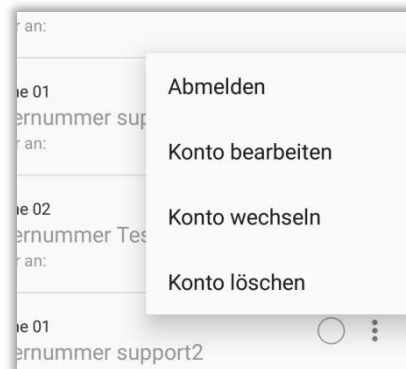 r an:
ne 01
ernummer sup
r an:
ne 02
ernummer Tes
r an:
ne 01
ernummer support2
Abmelden
Konto bearbeiten
Konto wechseln
Konto löschen